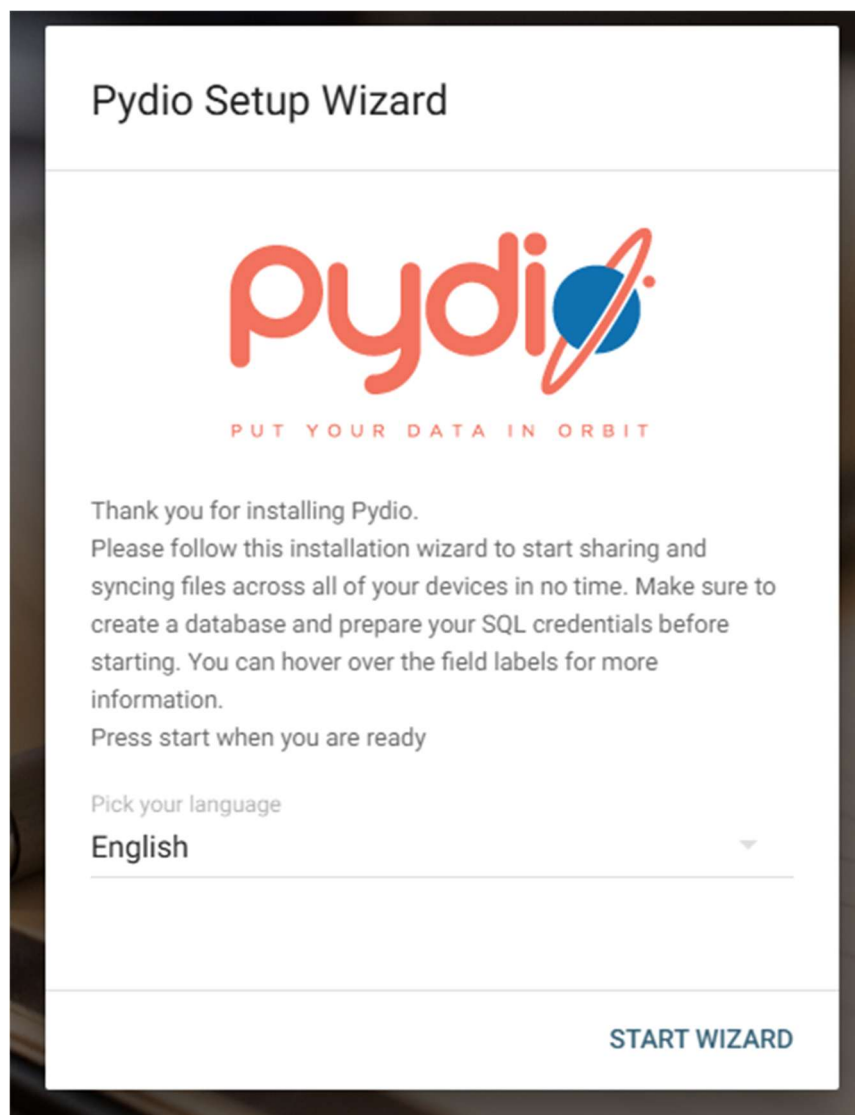 Pydio Setup Wizard
pydio
PUT YOUR DATA IN ORBIT
Thank you for installing Pydio.
Please follow this installation wizard to start sharing and
syncing files across all of your devices in no time. Make sure to
create a database and prepare your SQL credentials before
starting. You can hover over the field labels for more
information.
Press start when you are ready
Pick your language
English
START WIZARD